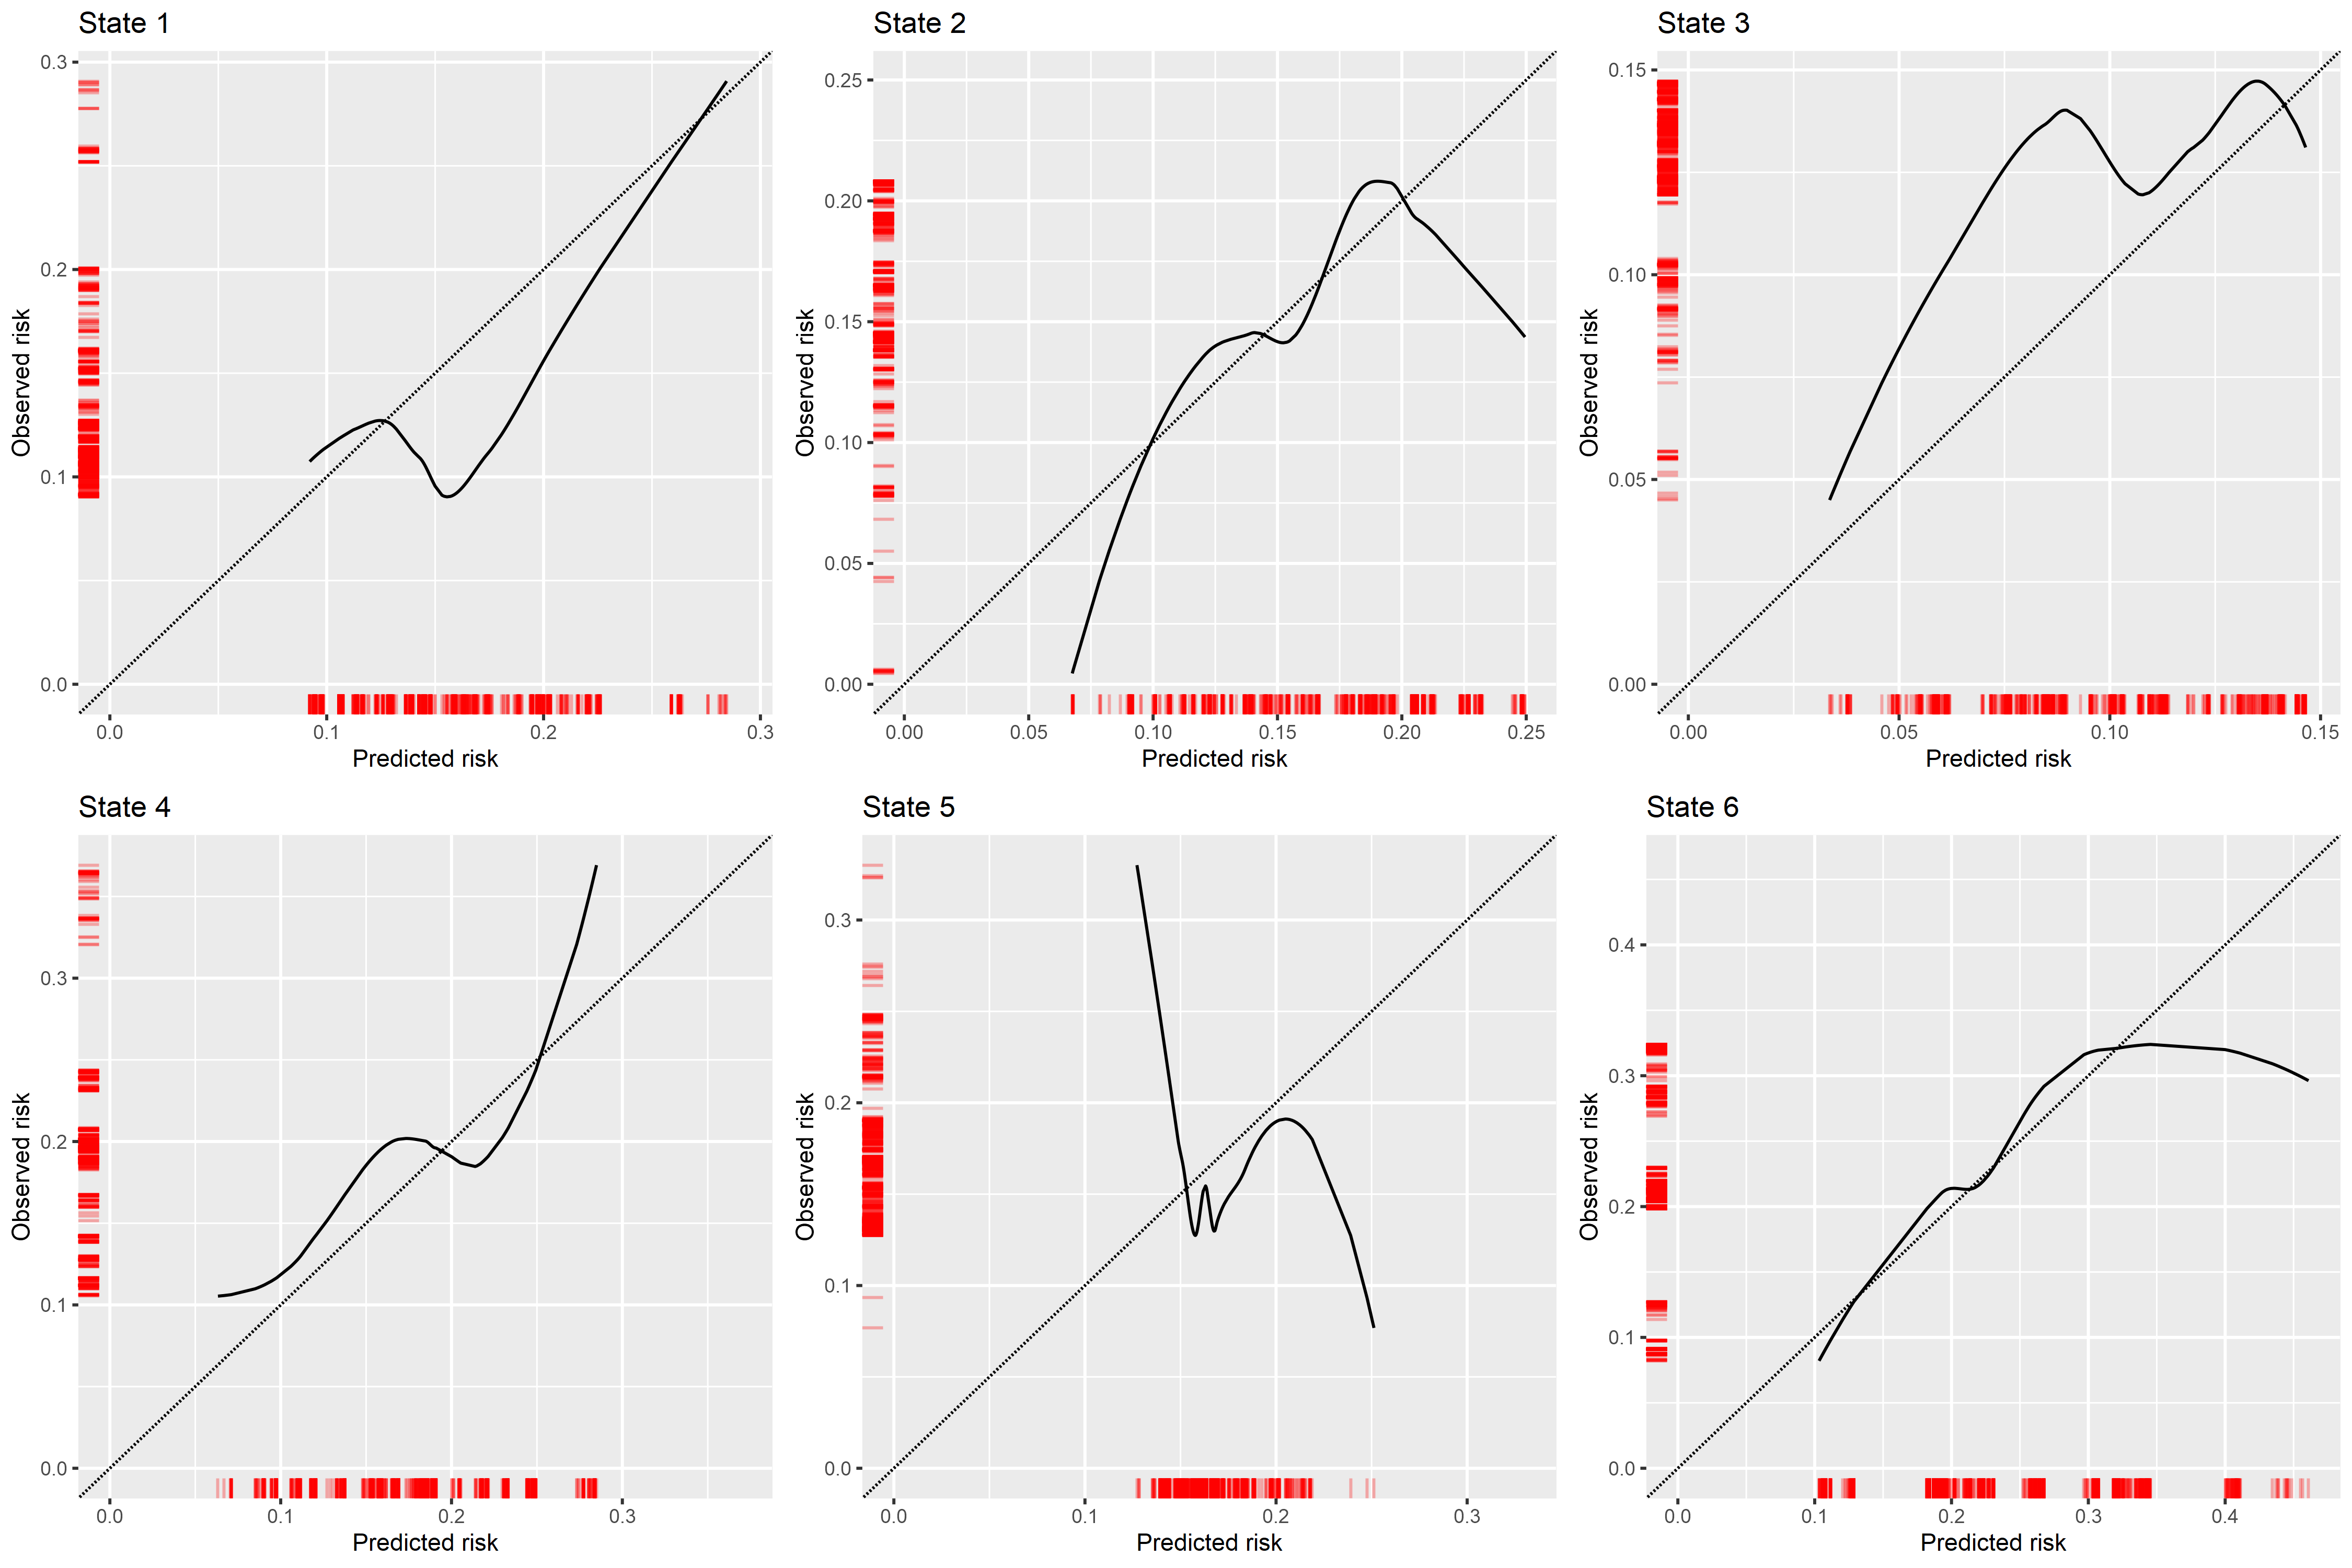 State 1
0.3
0.2
0.1
0.0
Observed risk
0.0 0.1 0.2 0.3
Predicted risk
State 2
0.25
0.20
0.15
0.10
0.05
0.00
Observed risk
0.00 0.05 0.10 0.15 0.20 0.25
Predicted risk
State 3
0.15
0.10
0.05
0.00
Observed risk
0.00 0.05 0.10 0.15
Predicted risk
State 4
0.3
0.2
0.1
0.0
Observed risk
0.0 0.1 0.2 0.3
Predicted risk
State 5
0.3
0.2
0.1
0.0
Observed risk
0.0 0.1 0.2 0.3
Predicted risk
State 6
0.4
0.3
0.2
0.1
0.0
Observed risk
0.0 0.1 0.2 0.3 0.4
Predicted risk